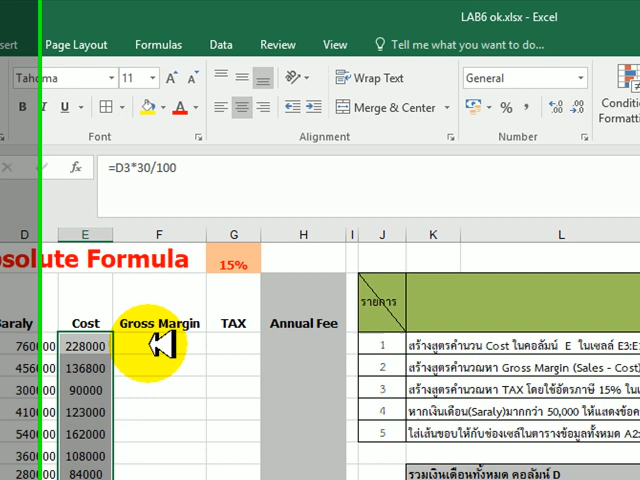 LAB6 ok.xlsx - Excel
sert Page Layout Formulas Data Review View Tell me what you want to do...
Tahoma 11 A A Wrap Text General
B I U A Merge & Center % , Conditio
Formatti
Font Alignment Number
fx =D3*30/100
D E F G H I J K L
solute Formula 15%
Saraly Cost Gross Margin TAX Annual Fee รายการ
760000 228000 1 สร้างสูตรคำนวน Cost ในคอลัมน์ E ในเซลล์ E3:E1
456000 136800 2 สร้างสูตรคำนวณหา Gross Margin (Sales - Cost)
300000 90000 3 สร้างสูตรคำนวณหา TAX โดยใช้อัตราภาษี 15% ในเ
410000 123000 4 หากเงินเดือน(Saraly)มากกว่า 50,000 ให้แสดงข้อค
540000 162000 5 ใส่เส้นขอบให้กับช่องเซลล์ในตารางข้อมูลทั้งหมด A2:
360000 108000
280000 84000 รวมเงินเดือนทั้งหมด คอลัมน์ D